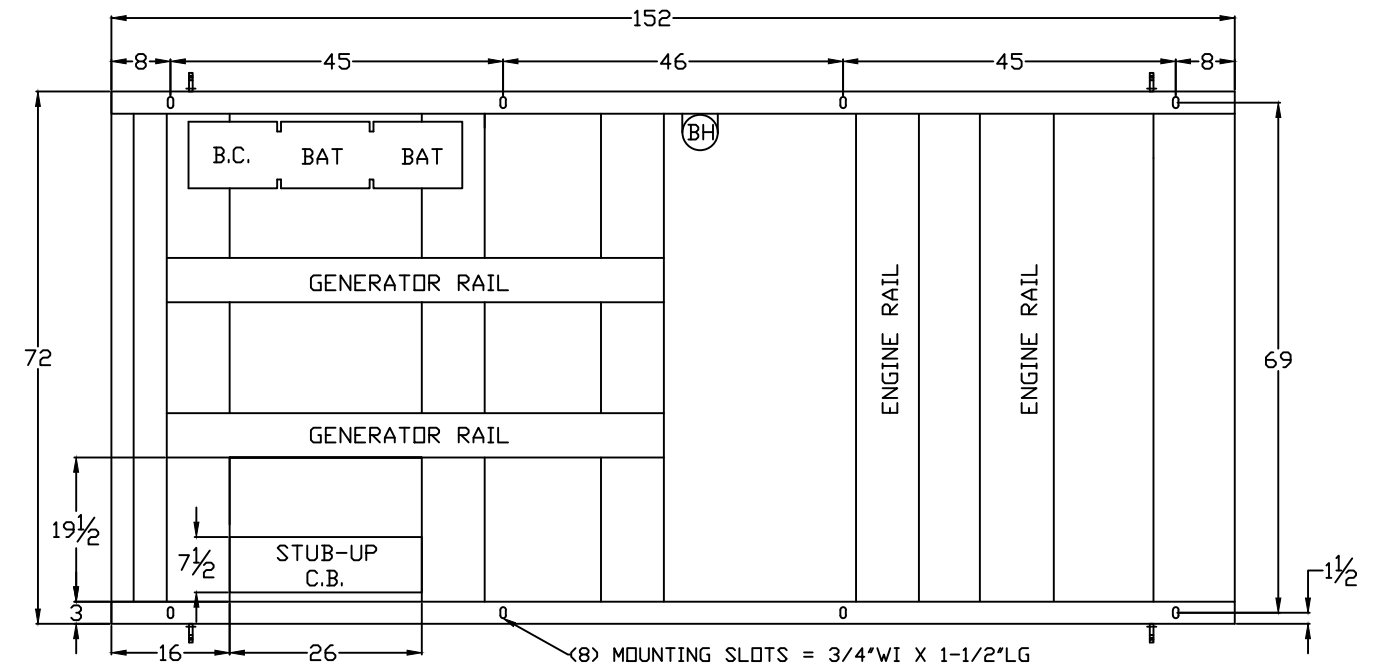 152
8
45
46
45
8
BH
B.C.
BAT
BAT
GENERATOR RAIL
ENGINE RAIL
ENGINE RAIL
72
69
GENERATOR RAIL
19½
7½
STUB-UP
C.B.
1½
3
16
26
(8) MOUNTING SLOTS = 3/4"WI X 1-1/2"LG